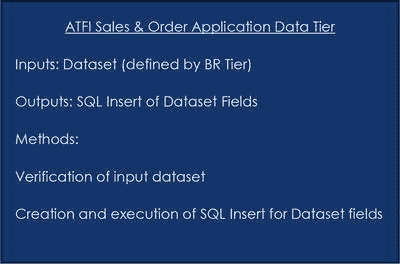 ATFI Sales & Order Application Data Tier
Inputs: Dataset (defined by BR Tier)
Outputs: SQL Insert of Dataset Fields
Methods:
Verification of input dataset
Creation and execution of SQL Insert for Dataset fields